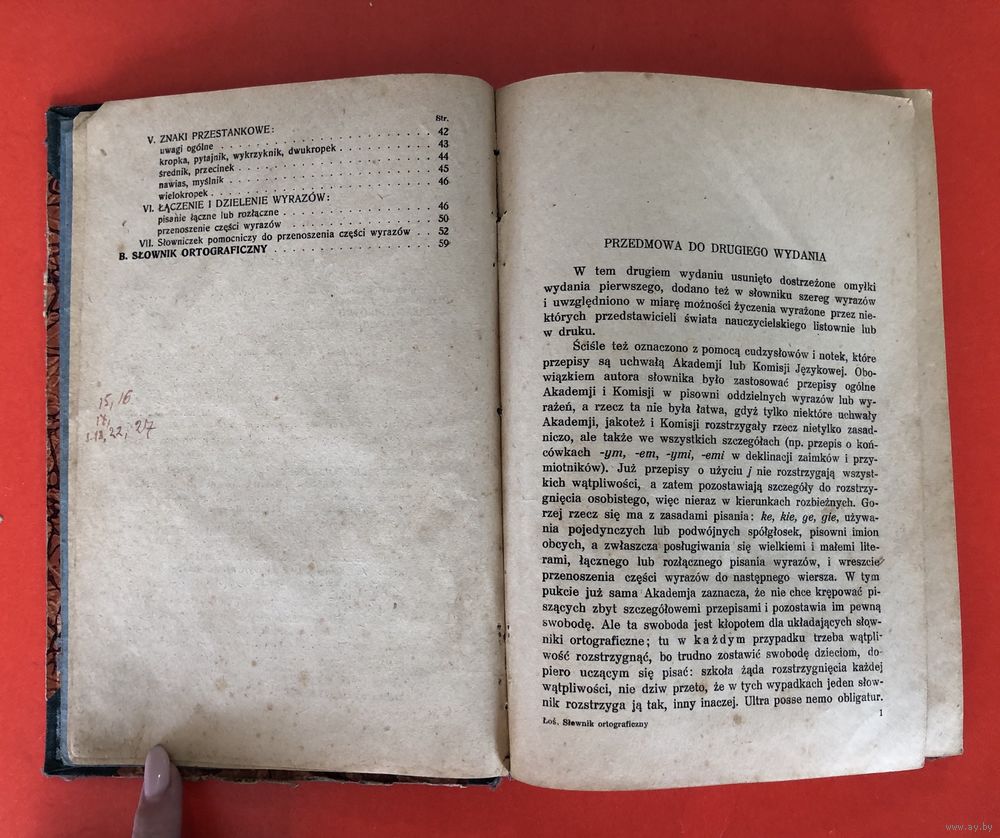 Str.
V. ZNAKI PRZESTANKOWE:
uwagi ogólne . . . 42
kropka, pytajnik, wykrzyknik, dwukropek . . . 43
średnik, przecinek . . . 44
nawias, myślnik . . . 45
wielokropek . . . 46
VI. ŁĄCZENIE I DZIELENIE WYRAZÓW:
pisanie łączne lub rozłączne . . . 46
przenoszenie części wyrazów . . . 50
VII. Słowniczek pomocniczy do przenoszenia części wyrazów . . 52
B. SŁOWNIK ORTOGRAFICZNY . . . 59
15, 16
22, 27
PRZEDMOWA DO DRUGIEGO WYDANIA
W tem drugiem wydaniu usunięto dostrzeżone omyłki
wydania pierwszego, dodano też w słowniku szereg wyrazów
i uwzględniono w miarę możności życzenia wyrażone przez nie-
których przedstawicieli świata nauczycielskiego listownie lub
w druku.
Ściśle też oznaczono z pomocą cudzysłowów i notek, które
przepisy są uchwałą Akademji lub Komisji Językowej. Obo-
wiązkiem autora słownika było zastosować przepisy ogólne
Akademji i Komisji w pisowni oddzielnych wyrazów lub wy-
rażeń, a rzecz ta nie była łatwa, gdyż tylko niektóre uchwały
Akademji, jakoteż i Komisji rozstrzygały rzecz nietylko zasad-
niczo, ale także we wszystkich szczegółach (np. przepis o koń-
cówkach -ym, -em, -ymi, -emi w deklinacji zaimków i przy-
miotników). Już przepisy o użyciu j nie rozstrzygają wszyst-
kich wątpliwości, a zatem pozostawiają szczegóły do rozstrzy-
gnięcia osobistego, więc nieraz w kierunkach rozbieżnych. Go-
rzej rzecz się ma z zasadami pisania: ke, kie, ge, gie, używa-
nia pojedynczych lub podwójnych spółgłosek, pisowni imion
obcych, a zwłaszcza posługiwania się wielkiemi i małemi lite-
rami, łącznego lub rozłącznego pisania wyrazów, i wreszcie
przenoszenia części wyrazów do następnego wiersza. W tym
pukcie już sama Akademja zaznacza, że nie chce krępować pi-
szących zbyt szczegółowemi przepisami i pozostawia im pewną
swobodę. Ale ta swoboda jest kłopotem dla układających słow-
niki ortograficzne; tu w każdym przypadku trzeba wątpli-
wość rozstrzygnąć, bo trudno zostawić swobodę dzieciom, do-
piero uczącym się pisać: szkoła żąda rozstrzygnięcia każdej
wątpliwości, nie dziw przeto, że w tych wypadkach jeden słow-
nik rozstrzyga ją tak, inny inaczej. Ultra posse nemo obligatur.
Łoś. Słownik ortograficzny
1
www.ay.by